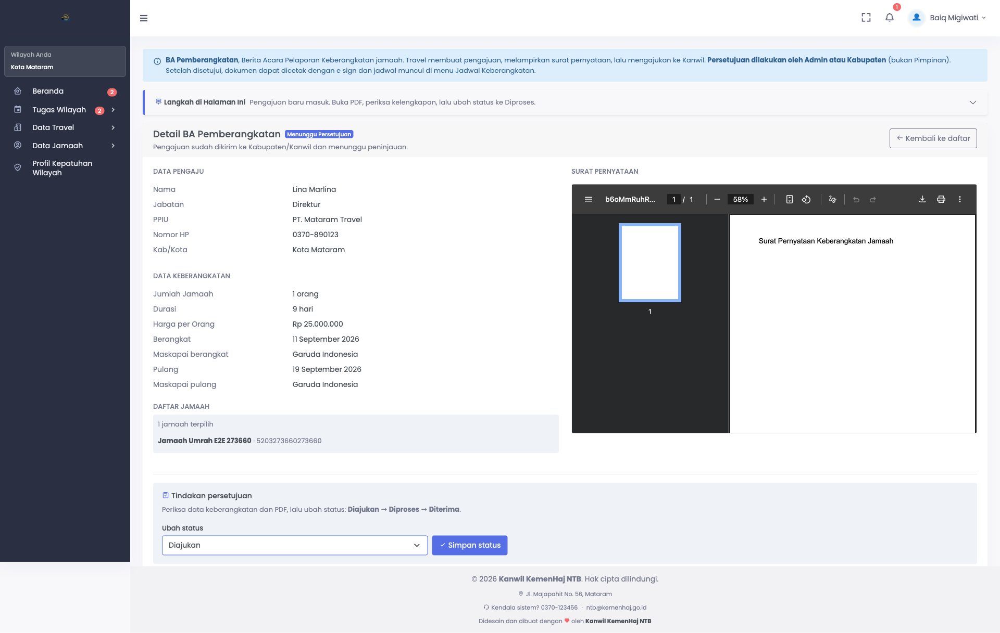 1
Baiq Migiwati
Wilayah Anda
Kota Mataram
Beranda 2
Tugas Wilayah 2
Data Travel
Data Jamaah
Profil Kepatuhan
Wilayah
BA Pemberangkatan, Berita Acara Pelaporan Keberangkatan jamaah. Travel membuat pengajuan, melampirkan surat pernyataan, lalu mengajukan ke Kanwil. Persetujuan dilakukan oleh Admin atau Kabupaten (bukan Pimpinan).
Setelah disetujui, dokumen dapat dicetak dengan e sign dan jadwal muncul di menu Jadwal Keberangkatan.
Langkah di Halaman Ini Pengajuan baru masuk. Buka PDF, periksa kelengkapan, lalu ubah status ke Diproses.
Detail BA Pemberangkatan Menunggu Persetujuan
Pengajuan sudah dikirim ke Kabupaten/Kanwil dan menunggu peninjauan.
← Kembali ke daftar
DATA PENGAJU
Nama Lina Marlina
Jabatan Direktur
PPIU PT. Mataram Travel
Nomor HP 0370-890123
Kab/Kota Kota Mataram
DATA KEBERANGKATAN
Jumlah Jamaah 1 orang
Durasi 9 hari
Harga per Orang Rp 25.000.000
Berangkat 11 September 2026
Maskapai berangkat Garuda Indonesia
Pulang 19 September 2026
Maskapai pulang Garuda Indonesia
DAFTAR JAMAAH
1 jamaah terpilih
Jamaah Umrah E2E 273660 · 5203273660273660
SURAT PERNYATAAN
b6oMmRuhR... 1 / 1 58%
1
Surat Pernyataan Keberangkatan Jamaah
Tindakan persetujuan
Periksa data keberangkatan dan PDF, lalu ubah status: Diajukan → Diproses → Diterima.
Ubah status
Diajukan
Simpan status
© 2026 Kanwil KemenHaj NTB. Hak cipta dilindungi.
Jl. Majapahit No. 56, Mataram
Kendala sistem? 0370-123456 · ntb@kemenhaj.go.id
Didesain dan dibuat dengan ♥ oleh Kanwil KemenHaj NTB